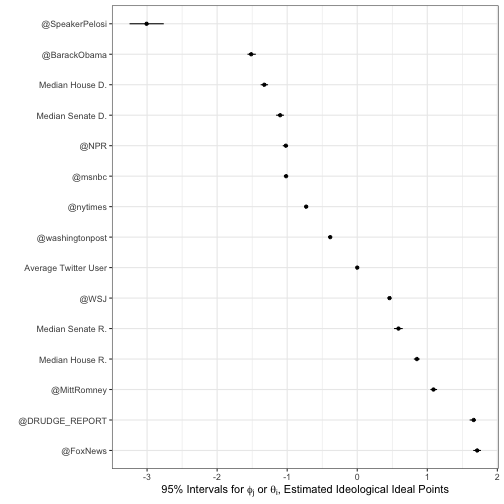 @SpeakerPelosi
@BarackObama
Median House D.
Median Senate D.
@NPR
@msnbc
@nytimes
@washingtonpost
Average Twitter User
@WSJ
Median Senate R.
Median House R.
@MittRomney
@DRUDGE_REPORT
@FoxNews
-3 -2 -1 0 1 2
95% Intervals for ϕj or θi, Estimated Ideological Ideal Points